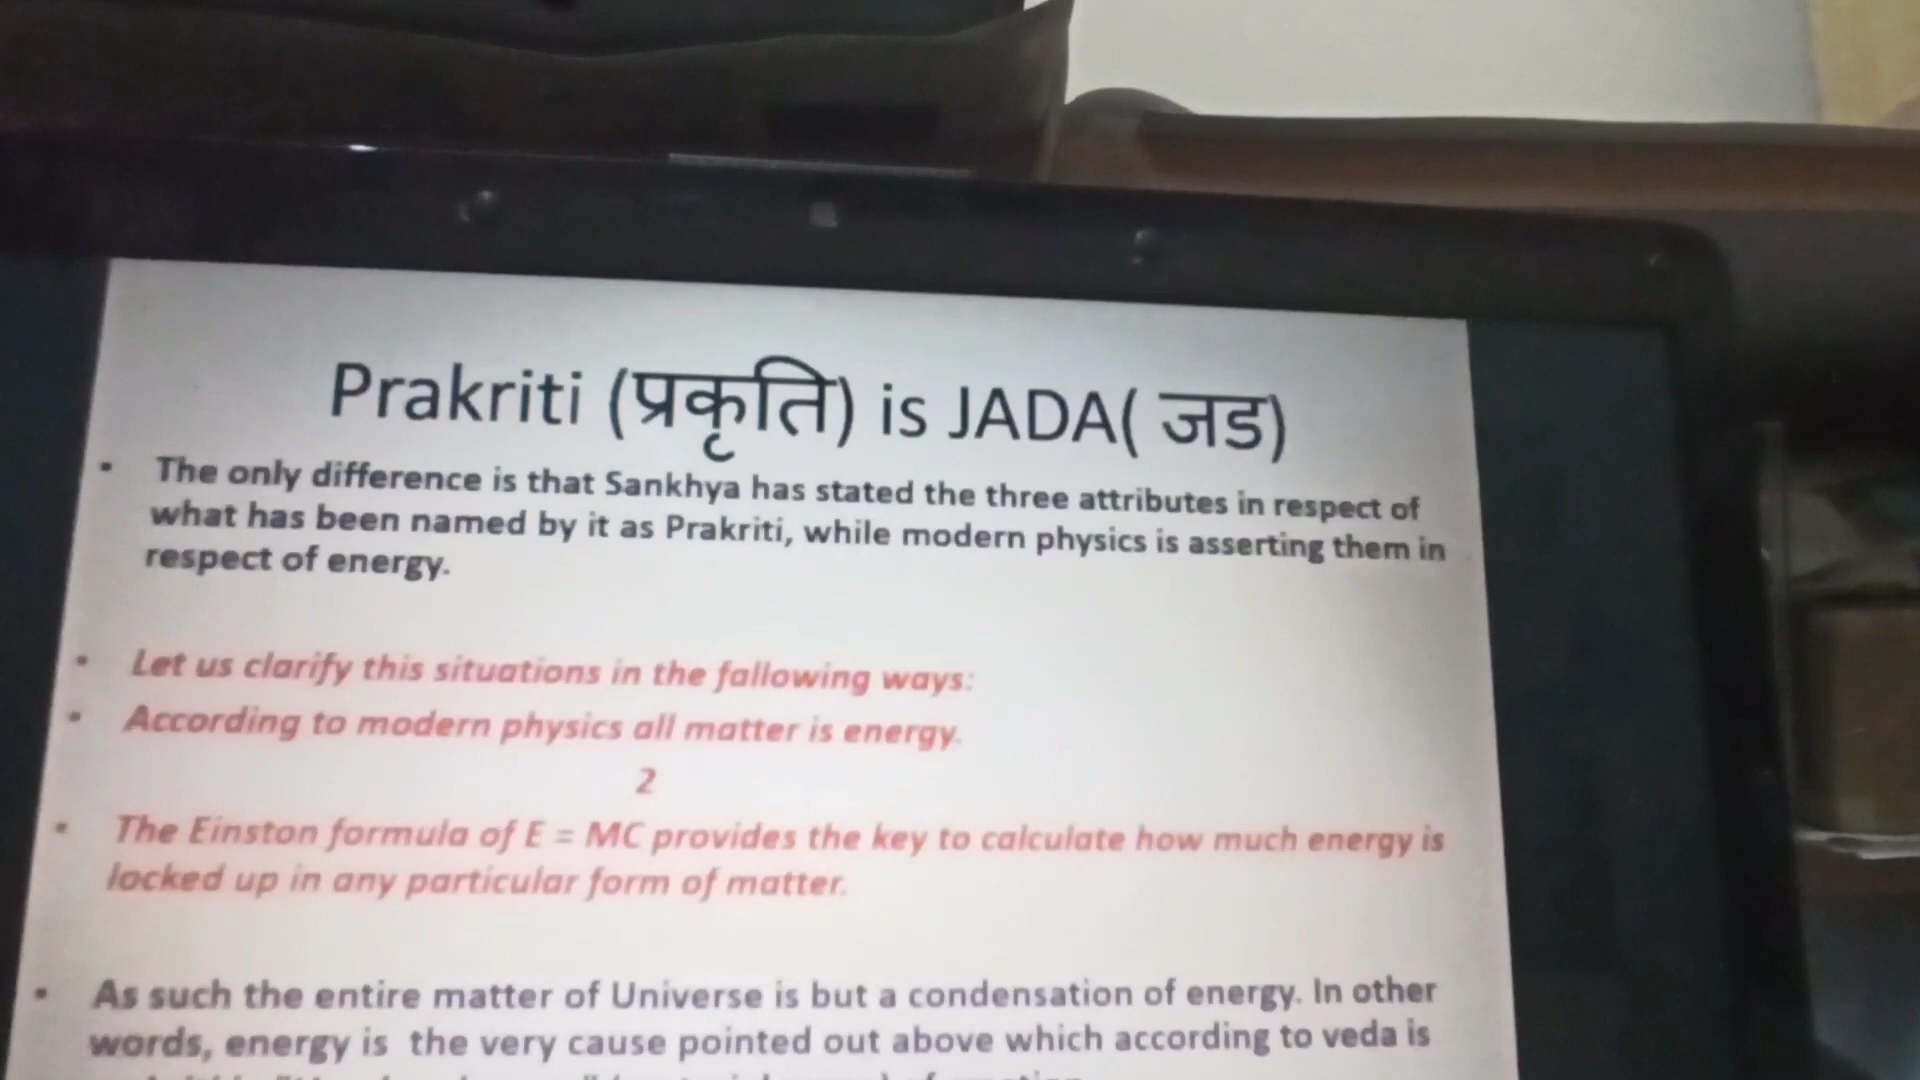 Prakriti (प्रकृति) is JADA( जड)
• The only difference is that Sankhya has stated the three attributes in respect of
what has been named by it as Prakriti, while modern physics is asserting them in
respect of energy.
• Let us clarify this situations in the fallowing ways:
• According to modern physics all matter is energy.
2
• The Einston formula of E = MC provides the key to calculate how much energy is
locked up in any particular form of matter.
• As such the entire matter of Universe is but a condensation of energy. In other
words, energy is the very cause pointed out above which according to veda is